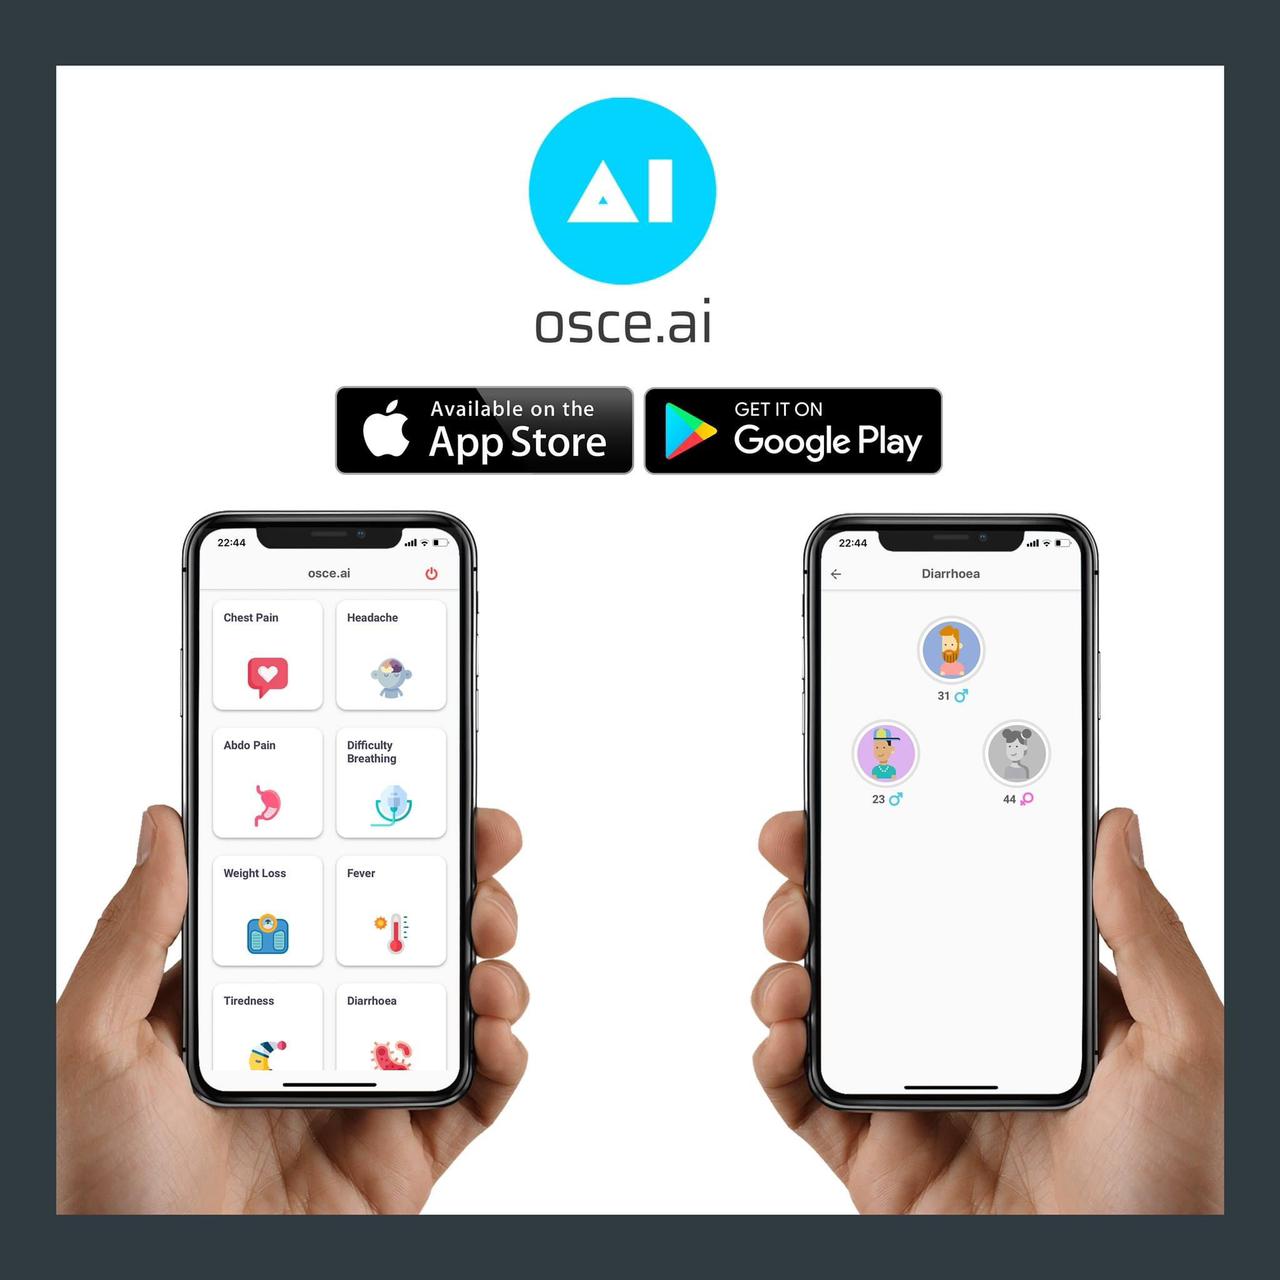 AI
osce.ai
Available on the
App Store
GET IT ON
Google Play
22:44
osce.ai
Chest Pain
Headache
Abdo Pain
Difficulty
Breathing
Weight Loss
Fever
Tiredness
Diarrhoea
22:44
Diarrhoea
31
23
44